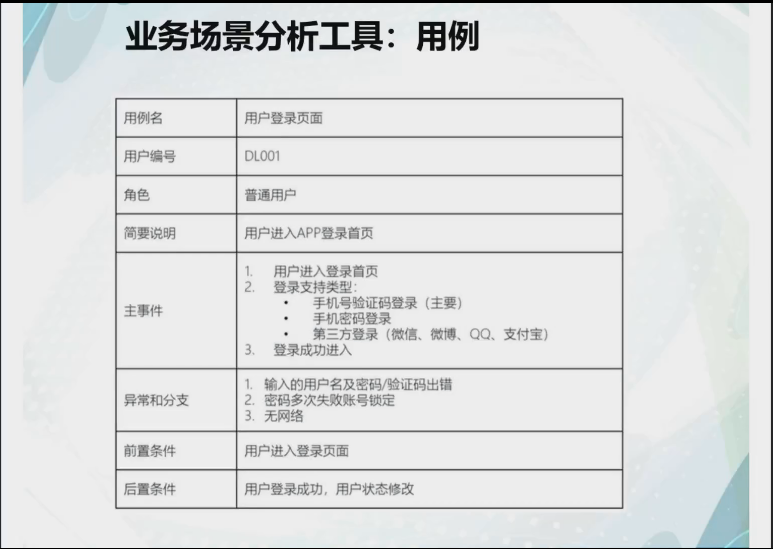 业务场景分析工具：用例
用例名 用户登录页面
用户编号 DL001
角色 普通用户
简要说明 用户进入APP登录首页
主事件
1. 用户进入登录首页
2. 登录支持类型：
• 手机号验证码登录（主要）
• 手机密码登录
• 第三方登录（微信、微博、QQ、支付宝）
3. 登录成功进入
异常和分支
1. 输入的用户名及密码/验证码出错
2. 密码多次失败账号锁定
3. 无网络
前置条件 用户进入登录页面
后置条件 用户登录成功，用户状态修改